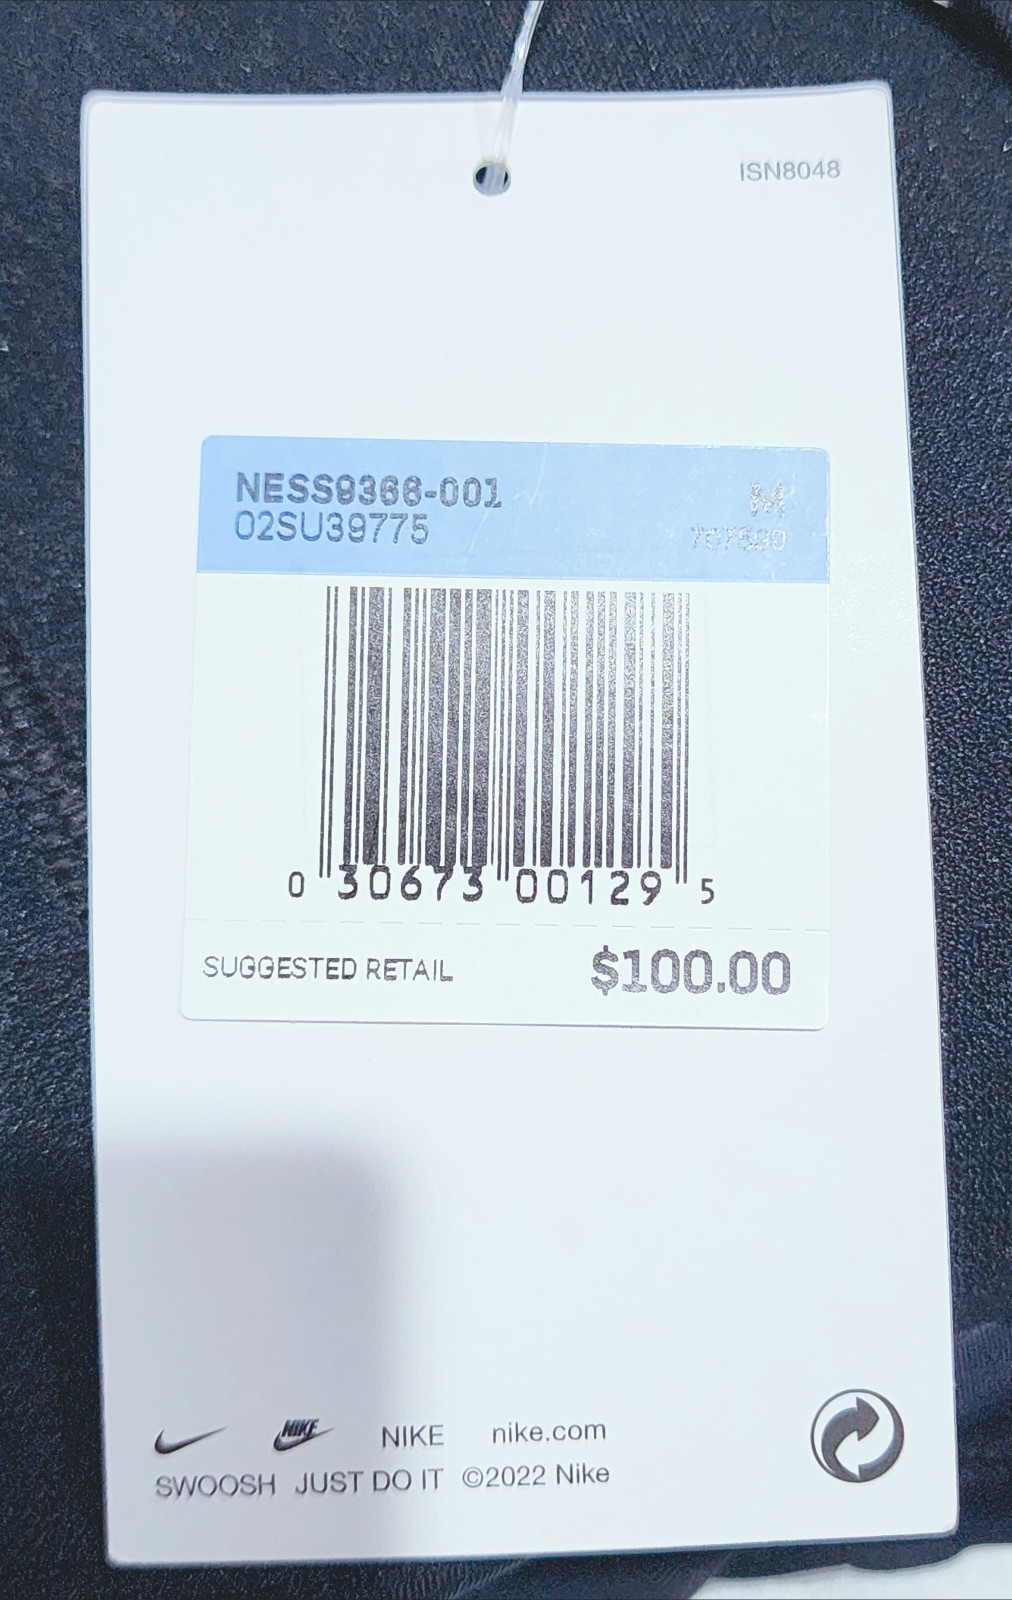 ISN8048
NESS9366-001 M
02SU39775
0 30673 00129 5
SUGGESTED RETAIL $100.00
NIKE NIKE nike.com
SWOOSH JUST DO IT ©2022 Nike